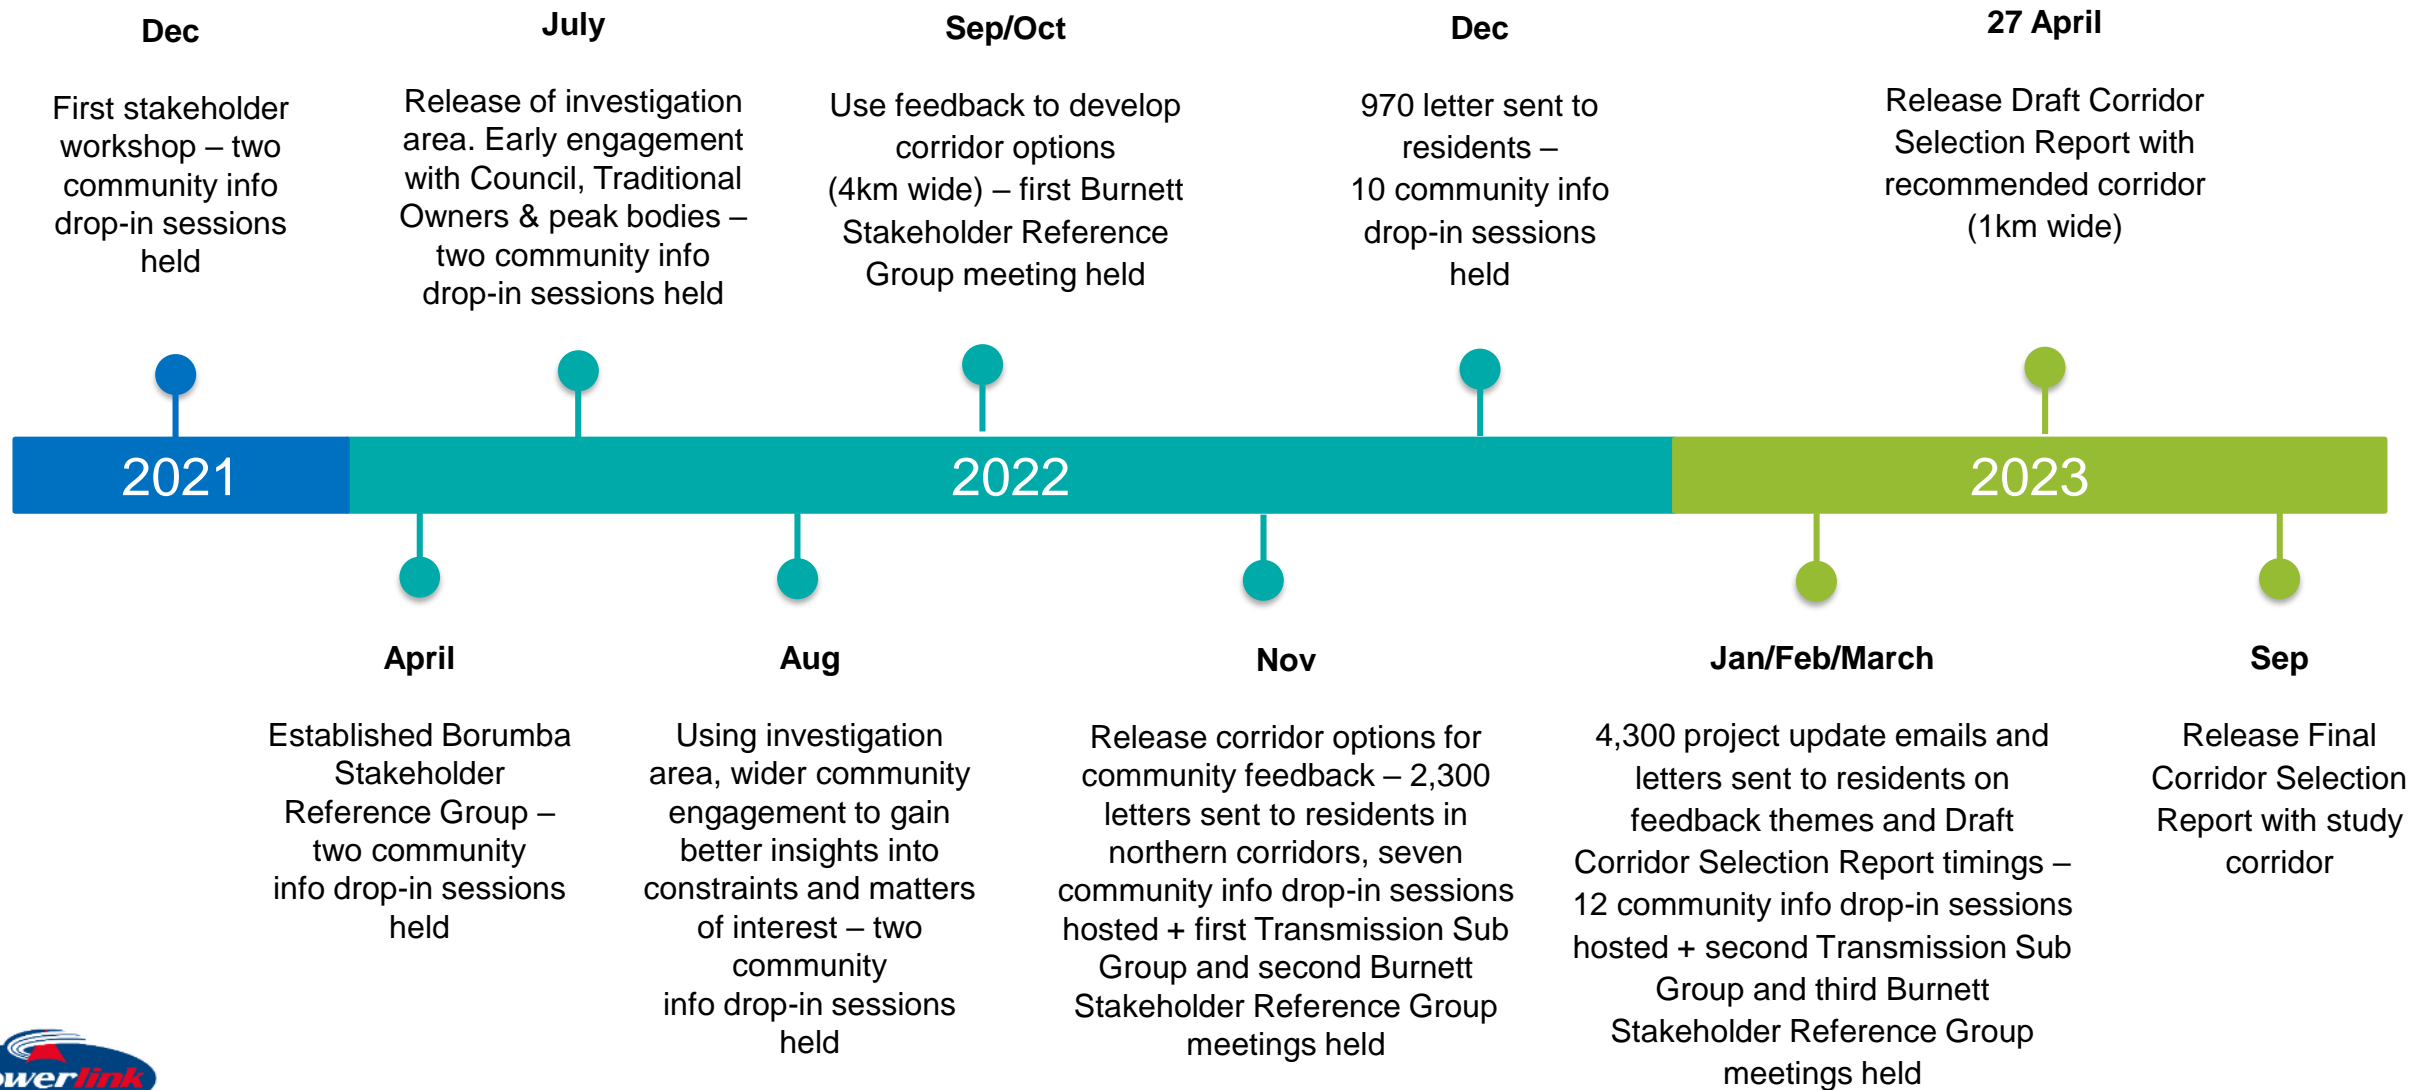 Dec
First stakeholder
workshop – two
community info
drop-in sessions
held
July
Release of investigation
area. Early engagement
with Council, Traditional
Owners & peak bodies –
two community info
drop-in sessions held
Sep/Oct
Use feedback to develop
corridor options
(4km wide) – first Burnett
Stakeholder Reference
Group meeting held
Dec
970 letter sent to
residents –
10 community info
drop-in sessions
held
27 April
Release Draft Corridor
Selection Report with
recommended corridor
(1km wide)
2021
2022
2023
April
Established Borumba
Stakeholder
Reference Group –
two community
info drop-in sessions
held
Aug
Using investigation
area, wider community
engagement to gain
better insights into
constraints and matters
of interest – two
community
info drop-in sessions
held
Nov
Release corridor options for
community feedback – 2,300
letters sent to residents in
northern corridors, seven
community info drop-in sessions
hosted + first Transmission Sub
Group and second Burnett
Stakeholder Reference Group
meetings held
Jan/Feb/March
4,300 project update emails and
letters sent to residents on
feedback themes and Draft
Corridor Selection Report timings –
12 community info drop-in sessions
hosted + second Transmission Sub
Group and third Burnett
Stakeholder Reference Group
meetings held
Sep
Release Final
Corridor Selection
Report with study
corridor
owerlink